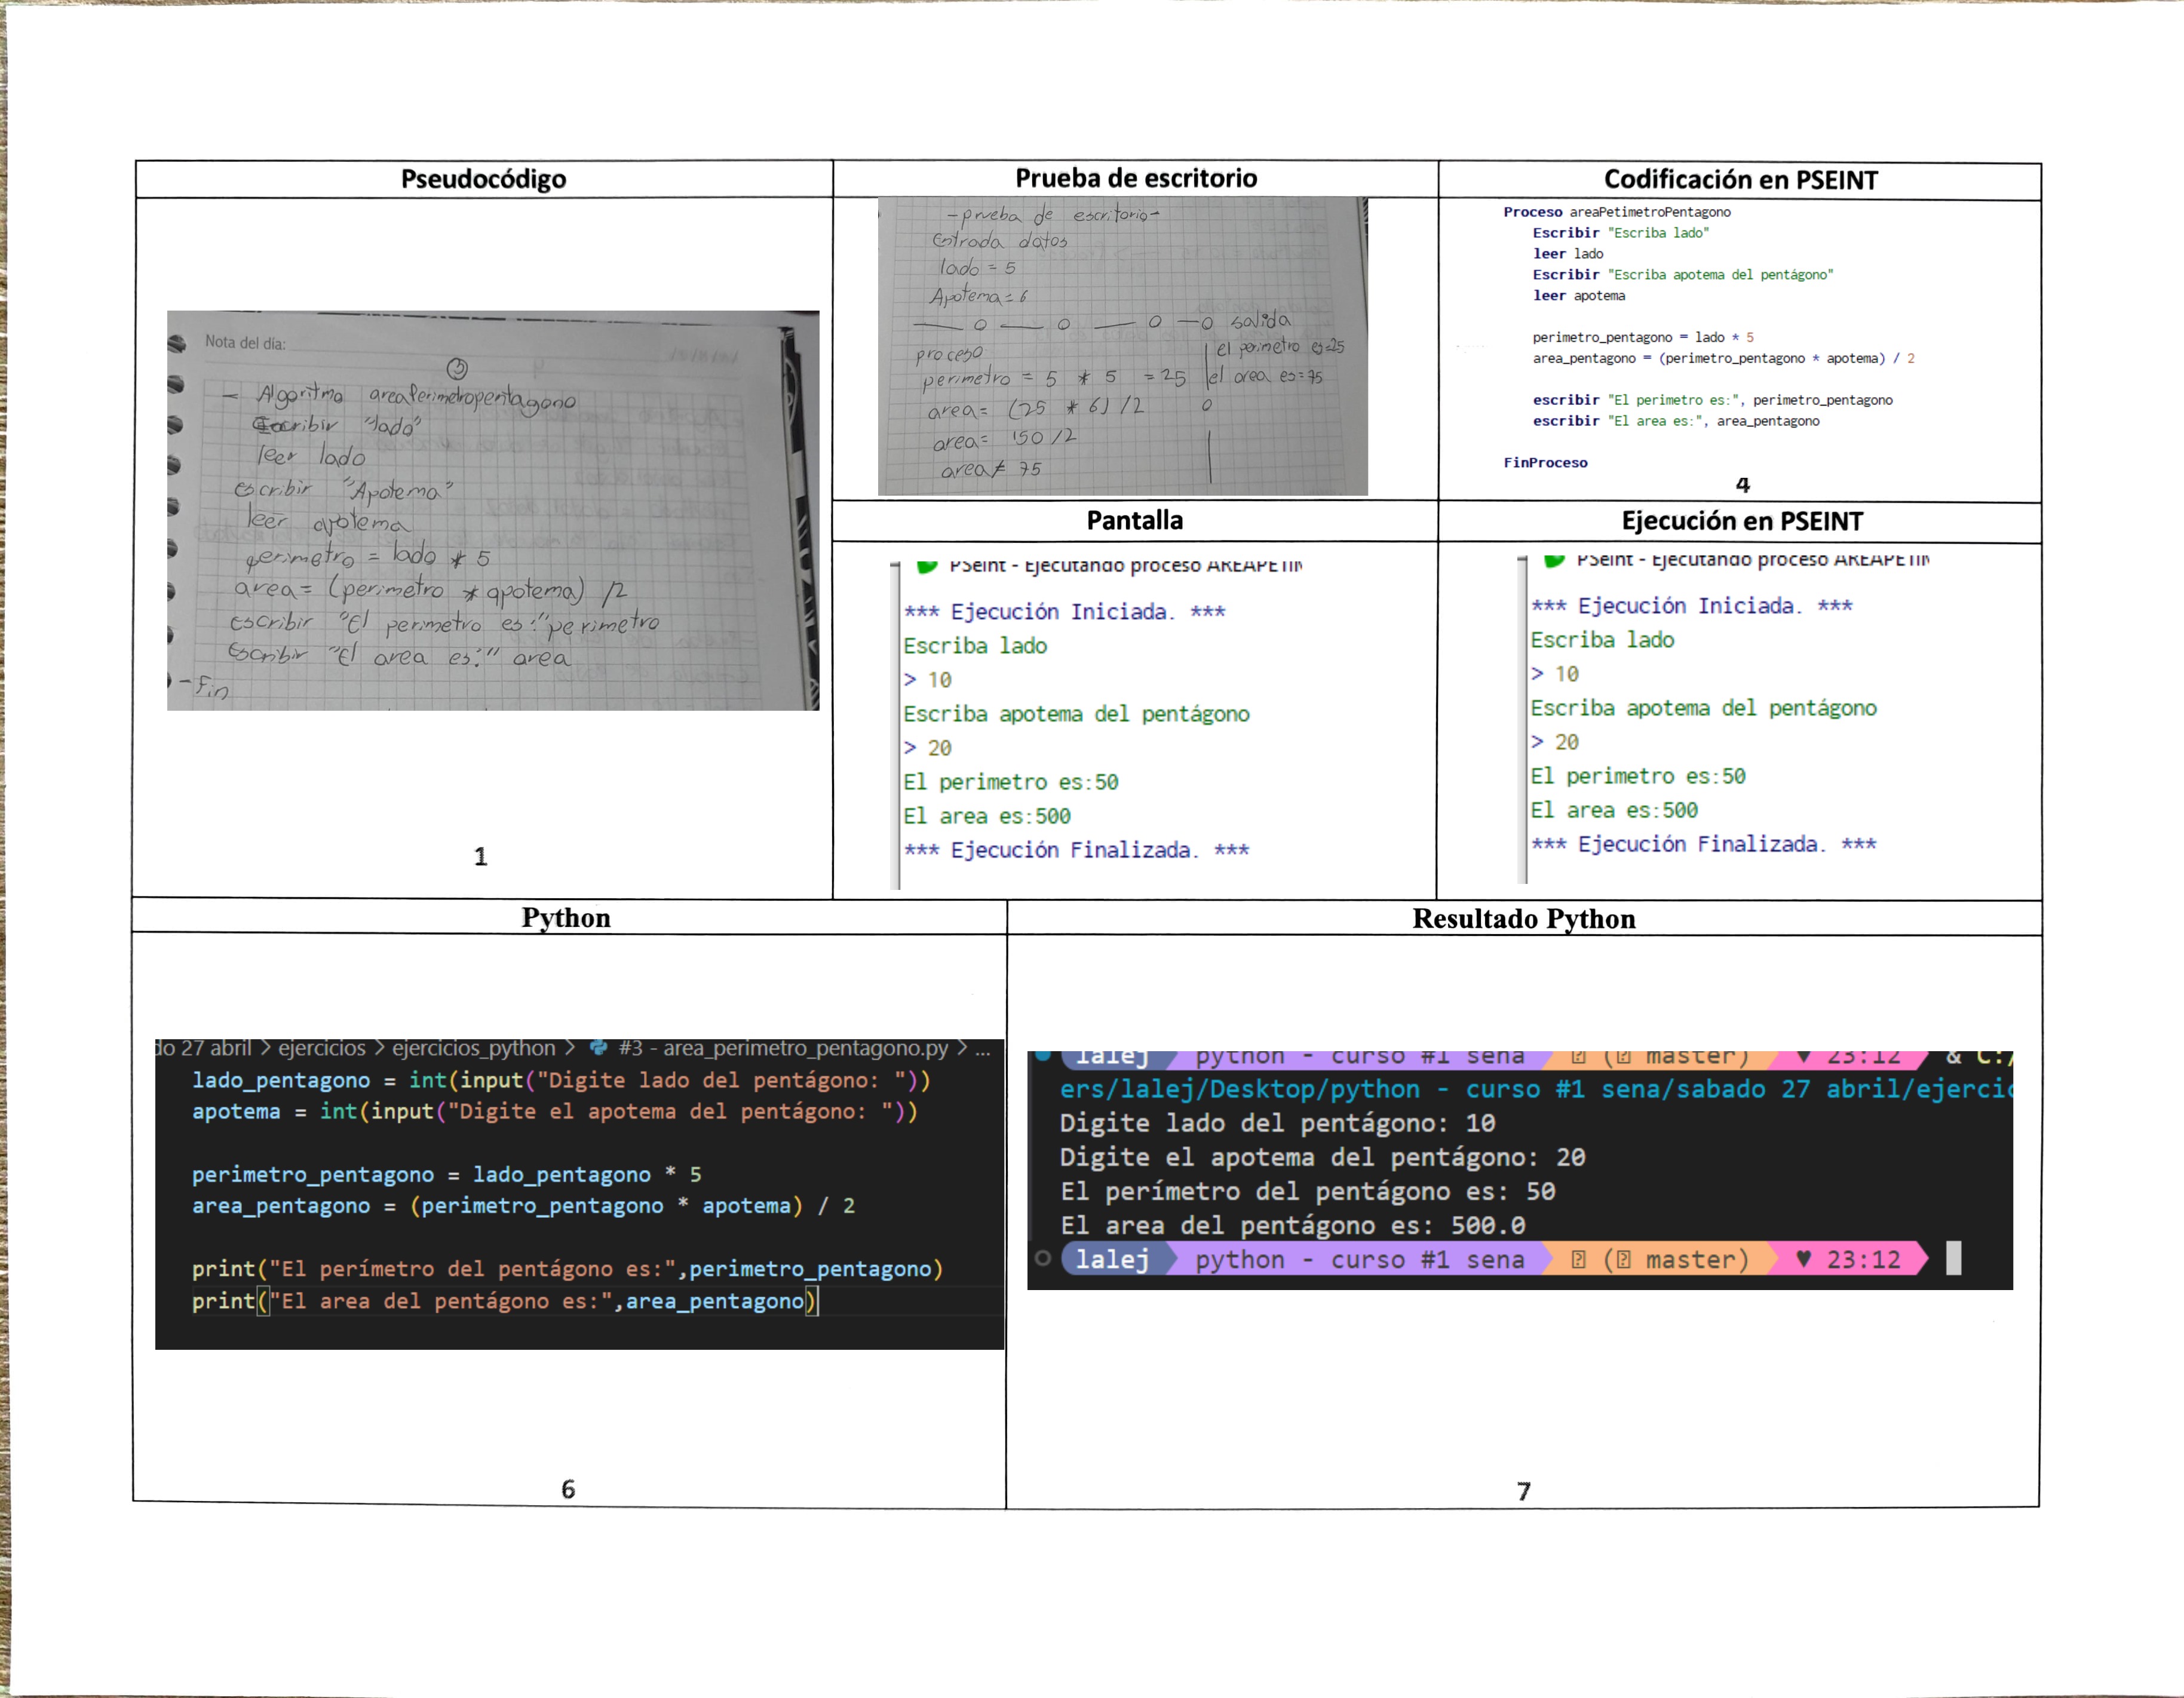 Pseudocódigo
Nota del día:
3
- Algoritmo areaPerimetropentagono
Escribir "lado"
leer lado
escribir "Apotema"
leer apotema
perimetro = lado * 5
area = (perimetro * apotema) /2
escribir "El perimetro es:" perimetro
Escribir "El area es:" area
- Fin
1
Prueba de escritorio
-prueba de escritorio-
Entrada datos
lado = 5
Apotema = 6
salida
proceso
el perimetro es=25
perimetro = 5 * 5 = 25
el area es=75
area = (25 * 6) /2
area = 150 /2
area = 75
Codificación en PSEINT
Proceso areaPetimetroPentagono
Escribir "Escriba lado"
leer lado
Escribir "Escriba apotema del pentágono"
leer apotema
perimetro_pentagono = lado * 5
area_pentagono = (perimetro_pentagono * apotema) / 2
escribir "El perimetro es:", perimetro_pentagono
escribir "El area es:", area_pentagono
FinProceso
4
Pantalla
PSeint - Ejecutando proceso AREAPETIM
*** Ejecución Iniciada. ***
Escriba lado
> 10
Escriba apotema del pentágono
> 20
El perimetro es:50
El area es:500
*** Ejecución Finalizada. ***
Ejecución en PSEINT
PSeint - Ejecutando proceso AREAPETIM
*** Ejecución Iniciada. ***
Escriba lado
> 10
Escriba apotema del pentágono
> 20
El perimetro es:50
El area es:500
*** Ejecución Finalizada. ***
Python
do 27 abril > ejercicios > ejercicios_python > #3 - area_perimetro_pentagono.py > ...
lado_pentagono = int(input("Digite lado del pentágono: "))
apotema = int(input("Digite el apotema del pentágono: "))
perimetro_pentagono = lado_pentagono * 5
area_pentagono = (perimetro_pentagono * apotema) / 2
print("El perímetro del pentágono es:",perimetro_pentagono)
print("El area del pentágono es:",area_pentagono)
6
Resultado Python
lalej python - curso #1 sena ( master) ♥ 23:12 & C:/
ers/lalej/Desktop/python - curso #1 sena/sabado 27 abril/ejercic
Digite lado del pentágono: 10
Digite el apotema del pentágono: 20
El perímetro del pentágono es: 50
El area del pentágono es: 500.0
lalej python - curso #1 sena ( master) ♥ 23:12
7